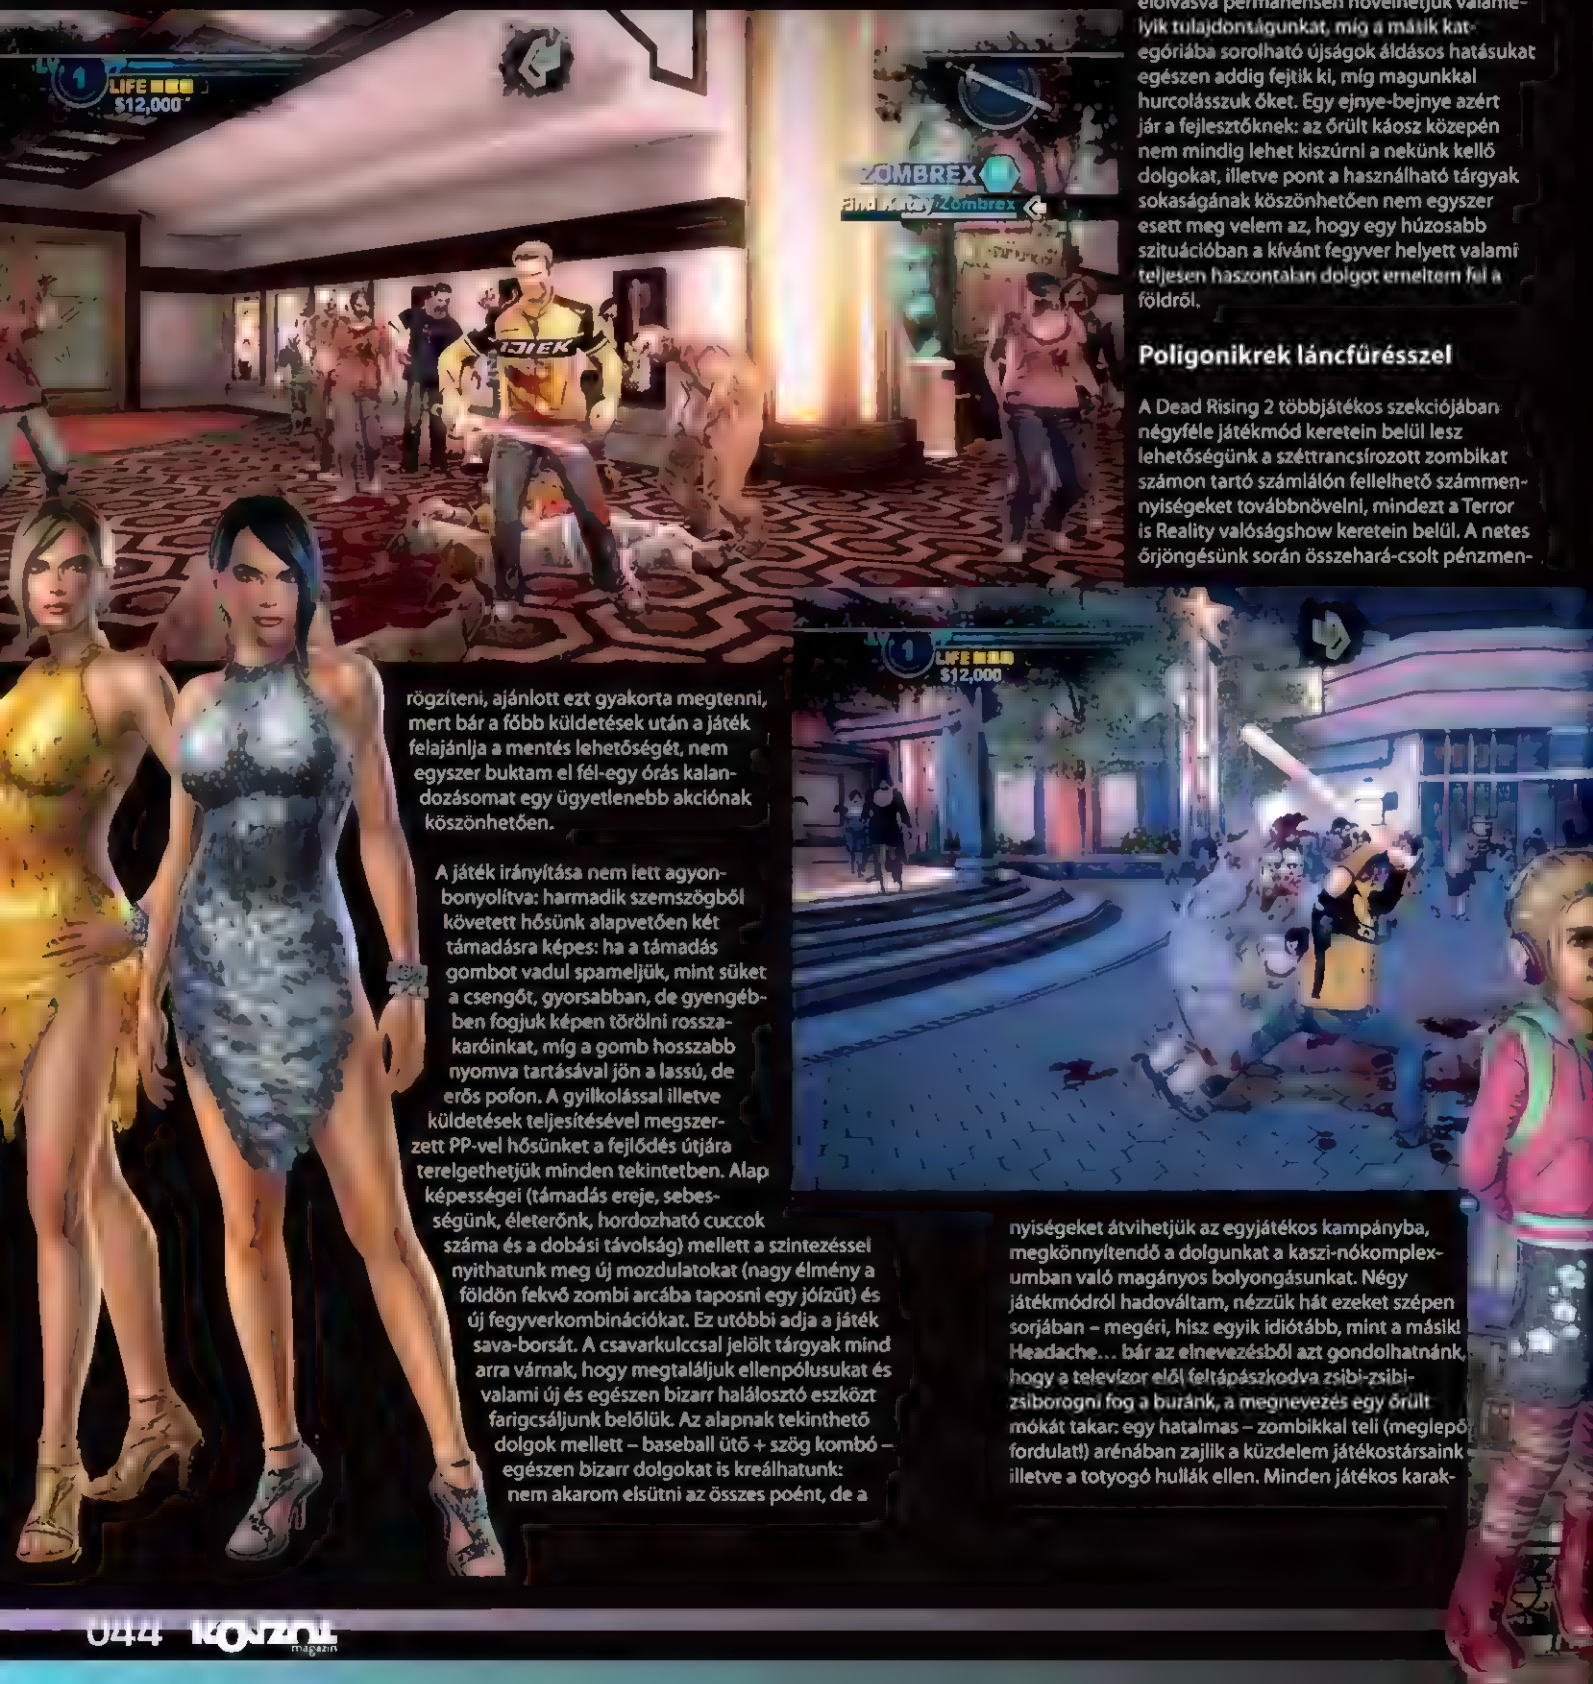 LIFE
1
$12,000
ZOMBREX
Find Katey Zombrex
IJIEK
elolvasva permanensen növelhetjük valame-
lyik tulajdonságunkat, míg a másik kat-
egóriába sorolható újságok áldásos hatásukat
egészen addig fejtik ki, míg magunkkal
hurcolásszuk őket. Egy ejnye-bejnye azért
jár a fejlesztőknek: az őrült káosz közepén
nem mindig lehet kiszúrni a nekünk kellő
dolgokat, illetve pont a használható tárgyak
sokaságának köszönhetően nem egyszer
esett meg velem az, hogy egy húzosabb
szituációban a kívánt fegyver helyett valami
teljesen haszontalan dolgot emeltem fel a
földről.
Poligonikrek láncfűrésszel
A Dead Rising 2 többjátékos szekciójában
négyféle játékmód keretein belül lesz
lehetőségünk a széttrancsírozott zombikat
számon tartó számlálón fellelhető számmen-
nyiségeket továbbnövelni, mindezt a Terror
is Reality valóságshow keretein belül. A netes
őrjöngésünk során összehará-csolt pénzmen-
rögzíteni, ajánlott ezt gyakorta megtenni,
mert bár a főbb küldetések után a játék
felajánlja a mentés lehetőségét, nem
egyszer buktam el fél-egy órás kalan-
dozásomat egy ügyetlenebb akciónak
köszönhetően.
A játék irányítása nem lett agyon-
bonyolítva: harmadik szemszögből
követett hősünk alapvetően két
támadásra képes: ha a támadás
gombot vadul spameljük, mint süket
a csengőt, gyorsabban, de gyengéb-
ben fogjuk képen törölni rossza-
karóinkat, míg a gomb hosszabb
nyomva tartásával jön a lassú, de
erős pofon. A gyilkolással illetve
küldetések teljesítésével megszer-
zett PP-vel hősünket a fejlődés útjára
terelgethetjük minden tekintetben. Alap
képességei (támadás ereje, sebes-
ségünk, életerőnk, hordozható cuccok
száma és a dobási távolság) mellett a szintezéssel
nyithatunk meg új mozdulatokat (nagy élmény a
földön fekvő zombi arcába taposni egy jóízűt) és
új fegyverkombinációkat. Ez utóbbi adja a játék
sava-borsát. A csavarkulccsal jelölt tárgyak mind
arra várnak, hogy megtaláljuk ellenpólusukat és
valami új és egészen bizarr halálosztó eszközt
farigcsáljunk belőlük. Az alapnak tekinthető
dolgok mellett – baseball ütő + szög kombó –
egészen bizarr dolgokat is kreálhatunk:
nem akarom elsütni az összes poént, de a
1
LIFE
$12,000
nyiségeket átvihetjük az egyjátékos kampányba,
megkönnyítendő a dolgunkat a kaszi-nókomplex-
umban való magányos bolyongásunkat. Négy
játékmódról hadováltam, nézzük hát ezeket szépen
sorjában – megéri, hisz egyik idiótább, mint a másik!
Headache... bár az elnevezésből azt gondolhatnánk,
hogy a televízor elől feltápászkodva zsibi-zsibi-
zsiborogni fog a buránk, a megnevezés egy őrült
mókát takar: egy hatalmas – zombikkal teli (meglepő
fordulat!) arénában zajlik a küzdelem játékostársaink
illetve a totyogó hullák ellen. Minden játékos karak-
044
magazin